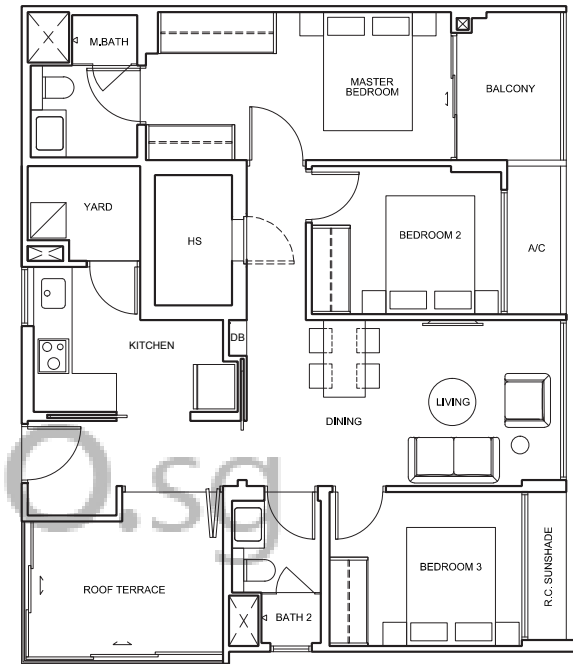 M.BATH
MASTER
BEDROOM
BALCONY
YARD
HS
BEDROOM 2
A/C
KITCHEN
DB
DINING
LIVING
O.sg
ROOF TERRACE
BATH 2
BEDROOM 3
R.C. SUNSHADE